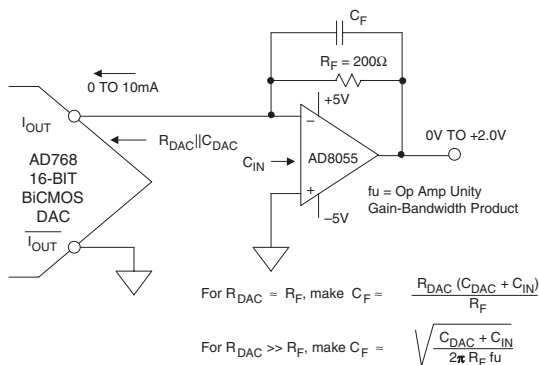 C_F
R_F = 200Ω
0 TO 10mA
+5V
I_OUT
R_DAC||C_DAC
–
AD768
16-BIT
BiCMOS
DAC
C_IN
AD8055
0V TO +2.0V
+
–5V
fu = Op Amp Unity
Gain-Bandwidth Product
I_OUT
For R_DAC ≈ R_F, make C_F ≈ R_DAC (C_DAC + C_IN) / R_F
For R_DAC >> R_F, make C_F ≈ √((C_DAC + C_IN) / (2π R_F fu))